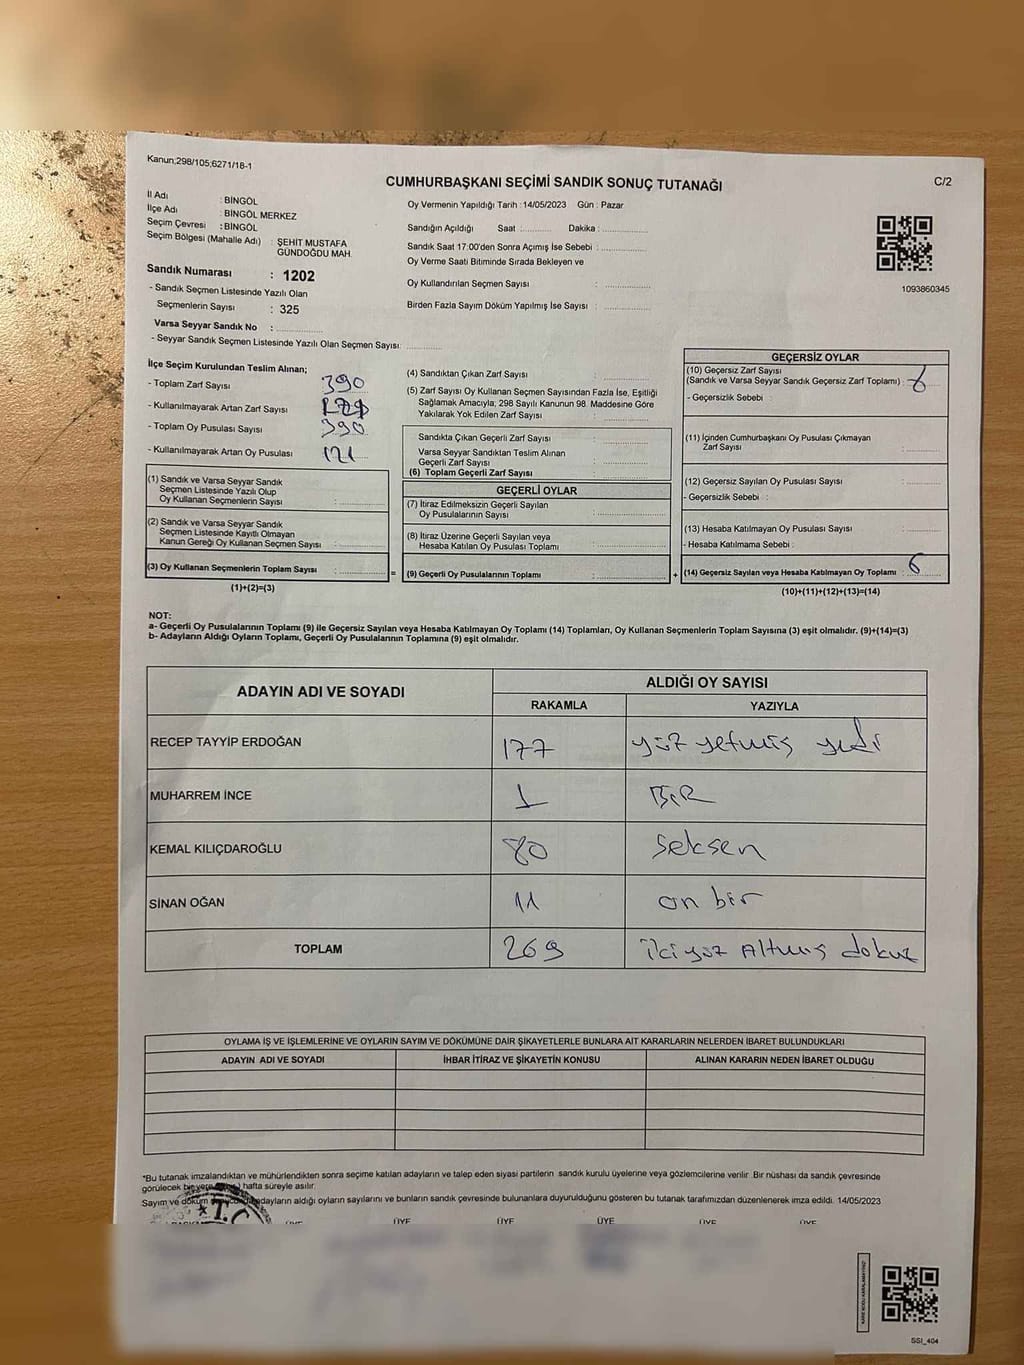 Kanun;298/105;6271/18-1
CUMHURBAŞKANI SEÇİMİ SANDIK SONUÇ TUTANAĞI
C/2
İl Adı : BİNGÖL
İlçe Adı : BİNGÖL MERKEZ
Seçim Çevresi : BİNGÖL
Seçim Bölgesi (Mahalle Adı) : ŞEHİT MUSTAFA
GÜNDOĞDU MAH.
Sandık Numarası : 1202
- Sandık Seçmen Listesinde Yazılı Olan
Seçmenlerin Sayısı : 325
Varsa Seyyar Sandık No :
- Seyyar Sandık Seçmen Listesinde Yazılı Olan Seçmen Sayısı:
Oy Vermenin Yapıldığı Tarih : 14/05/2023 Gün : Pazar
Sandığın Açıldığı Saat : Dakika :
Sandık Saat 17:00'den Sonra Açımış İse Sebebi :
Oy Verme Saati Bitiminde Sırada Bekleyen ve
Oy Kullandırılan Seçmen Sayısı :
Birden Fazla Sayım Döküm Yapılmış İse Sayısı :
1093860345
İlçe Seçim Kurulundan Teslim Alınan;
- Toplam Zarf Sayısı 390
- Kullanılmayarak Artan Zarf Sayısı
- Toplam Oy Pusulası Sayısı 390
- Kullanılmayarak Artan Oy Pusulası 121
(1) Sandık ve Varsa Seyyar Sandık
Seçmen Listesinde Yazılı Olup
Oy Kullanan Seçmenlerin Sayısı :
(2) Sandık ve Varsa Seyyar Sandık
Seçmen Listesinde Kayıtlı Olmayan
Kanun Gereği Oy Kullanan Seçmen Sayısı :
(3) Oy Kullanan Seçmenlerin Toplam Sayısı :
(1)+(2)=(3)
(4) Sandıktan Çıkan Zarf Sayısı :
(5) Zarf Sayısı Oy Kullanan Seçmen Sayısından Fazla İse, Eşitliği
Sağlamak Amacıyla, 298 Sayılı Kanunun 98. Maddesine Göre
Yakılarak Yok Edilen Zarf Sayısı :
Sandıkta Çıkan Geçerli Zarf Sayısı :
Varsa Seyyar Sandıktan Teslim Alınan
Geçerli Zarf Sayısı :
(6) Toplam Geçerli Zarf Sayısı :
GEÇERLİ OYLAR
(7) İtiraz Edilmeksizin Geçerli Sayılan
Oy Pusulalarının Sayısı :
(8) İtiraz Üzerine Geçerli Sayılan veya
Hesaba Katılan Oy Pusulası Toplamı :
= (9) Geçerli Oy Pusulalarının Toplamı :
GEÇERSİZ OYLAR
(10) Geçersiz Zarf Sayısı
(Sandık ve Varsa Seyyar Sandık Geçersiz Zarf Toplamı) : 6
- Geçersizlik Sebebi :
(11) İçinden Cumhurbaşkanı Oy Pusulası Çıkmayan
Zarf Sayısı :
(12) Geçersiz Sayılan Oy Pusulası Sayısı :
- Geçersizlik Sebebi :
(13) Hesaba Katılmayan Oy Pusulası Sayısı :
- Hesaba Katılmama Sebebi :
+ (14) Geçersiz Sayılan veya Hesaba Katılmayan Oy Toplamı : 6
(10)+(11)+(12)+(13)=(14)
NOT:
a- Geçerli Oy Pusulalarının Toplamı (9) ile Geçersiz Sayılan veya Hesaba Katılmayan Oy Toplamı (14) Toplamları, Oy Kullanan Seçmenlerin Toplam Sayısına (3) eşit olmalıdır. (9)+(14)=(3)
b- Adayların Aldığı Oyların Toplamı, Geçerli Oy Pusulalarının Toplamına (9) eşit olmalıdır.
ADAYIN ADI VE SOYADI
ALDIĞI OY SAYISI
RAKAMLA YAZIYLA
RECEP TAYYİP ERDOĞAN 177 yüz yetmiş yedi
MUHARREM İNCE 1 BİR
KEMAL KILIÇDAROĞLU 80 Seksen
SİNAN OĞAN 11 on bir
TOPLAM 269 ikiyüz Altmış dokuz
OYLAMA İŞ VE İŞLEMLERİNE VE OYLARIN SAYIM VE DÖKÜMÜNE DAİR ŞİKAYETLERLE BUNLARA AİT KARARLARIN NELERDEN İBARET BULUNDUKLARI
ADAYIN ADI VE SOYADI İHBAR İTİRAZ VE ŞİKAYETİN KONUSU ALINAN KARARIN NEDEN İBARET OLDUĞU
*Bu tutanak imzalandıktan ve mühürlendikten sonra seçime katılan adayların ve talep eden siyasi partilerin sandık kurulu üyelerine veya gözlemcilerine verilir. Bir nüshası da sandık çevresinde
görülecek bir yere hafta süreyle asılır.
Sayım ve döküm adayların aldığı oyların sayılarını ve bunların sandık çevresinde bulunanlara duyurulduğunu gösteren bu tutanak tarafımızdan düzenlenerek imza edildi. 14/05/2023
T.C
ÜYE ÜYE ÜYE ÜYE ÜYE ÜYE
SSI_404